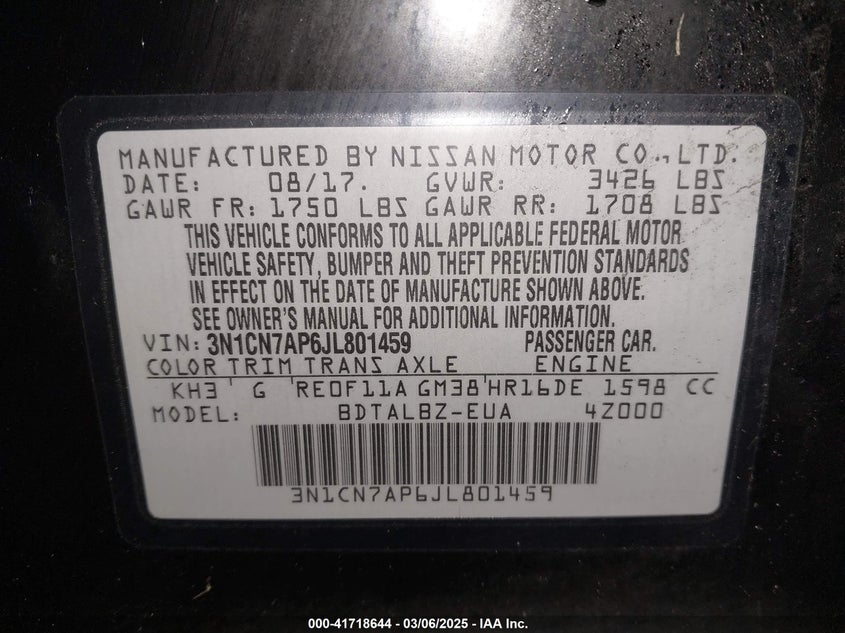 MANUFACTURED BY NISSAN MOTOR CO., LTD.
DATE: 08/17. GVWR: 3426 LBS
GAWR FR: 1750 LBS GAWR RR: 1708 LBS
THIS VEHICLE CONFORMS TO ALL APPLICABLE FEDERAL MOTOR
VEHICLE SAFETY, BUMPER AND THEFT PREVENTION STANDARDS
IN EFFECT ON THE DATE OF MANUFACTURE SHOWN ABOVE.
SEE OWNER'S MANUAL FOR ADDITIONAL INFORMATION.
VIN: 3N1CN7AP6JL801459 PASSENGER CAR.
COLOR TRIM TRANS AXLE ENGINE
KH3 G RE0F11A GM38 HR16DE 1598 CC
MODEL: BDTALBZ-EUA 4Z000
3N1CN7AP6JL801459
000-41718644 - 03/06/2025 - IAA Inc.